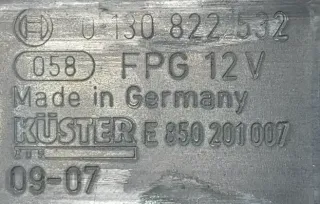 0 130 822 532
058 FPG 12V
Made in Germany
KÜSTER E 850 201 007
09-07